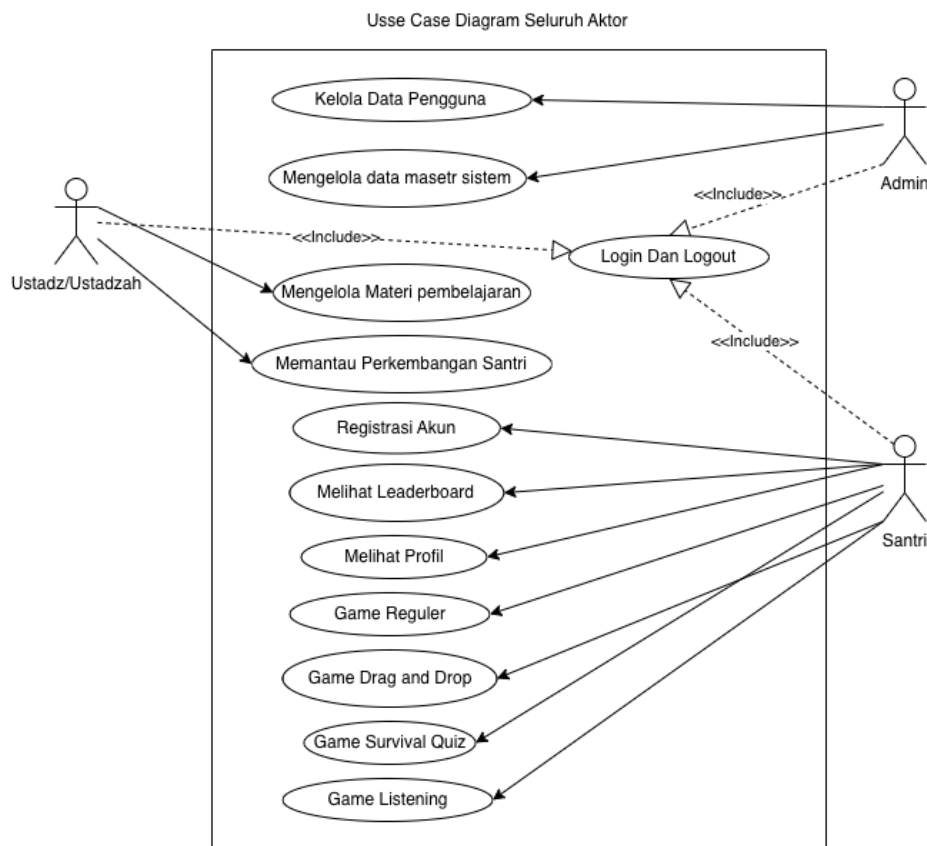 Usse Case Diagram Seluruh Aktor
Kelola Data Pengguna
Mengelola data masetr sistem
Admin
<<Include>>
<<Include>>
Login Dan Logout
Ustadz/Ustadzah
Mengelola Materi pembelajaran
<<Include>>
Memantau Perkembangan Santri
Registrasi Akun
Melihat Leaderboard
Santri
Melihat Profil
Game Reguler
Game Drag and Drop
Game Survival Quiz
Game Listening